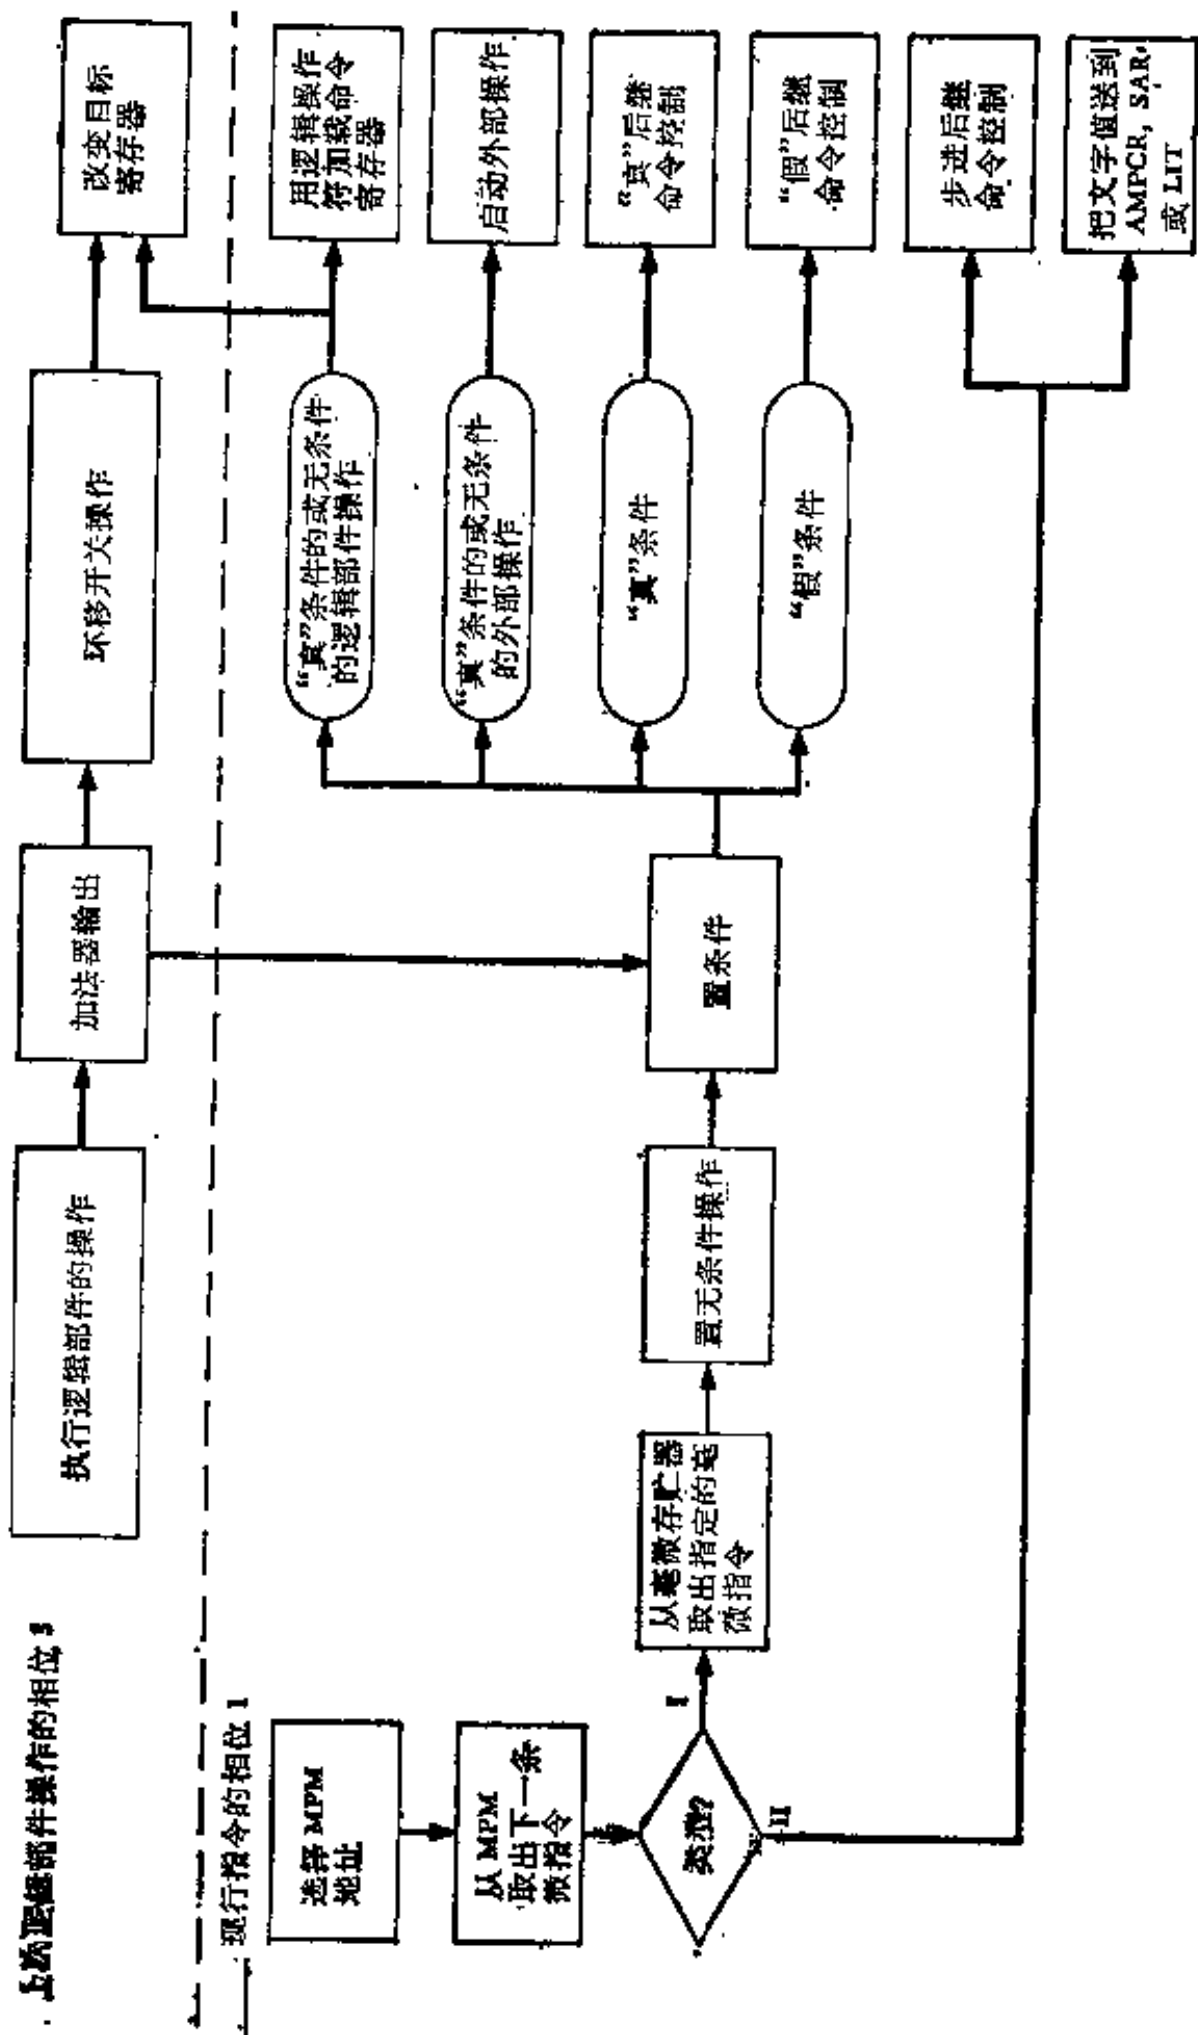 上次逻辑部件操作的相位 3
执行逻辑部件的操作
加法器输出
环移开关操作
改变目标
寄存器
现行指令的相位 1
选择 MPM
地址
从 MPM
取出下一条
微指令
类型?
I
II
从毫微存贮器
取出指定的毫
微指令
置无条件操作
置条件
“真”条件的或无条件
的逻辑部件操作
“真”条件的或无条件
的外部操作
“真”条件
“假”条件
用逻辑操作
符加载命令
寄存器
启动外部操作
“真”后继
命令控制
“假”后继
命令控制
步进后继
命令控制
把文字值送到
AMPCR, SAR,
或 LIT